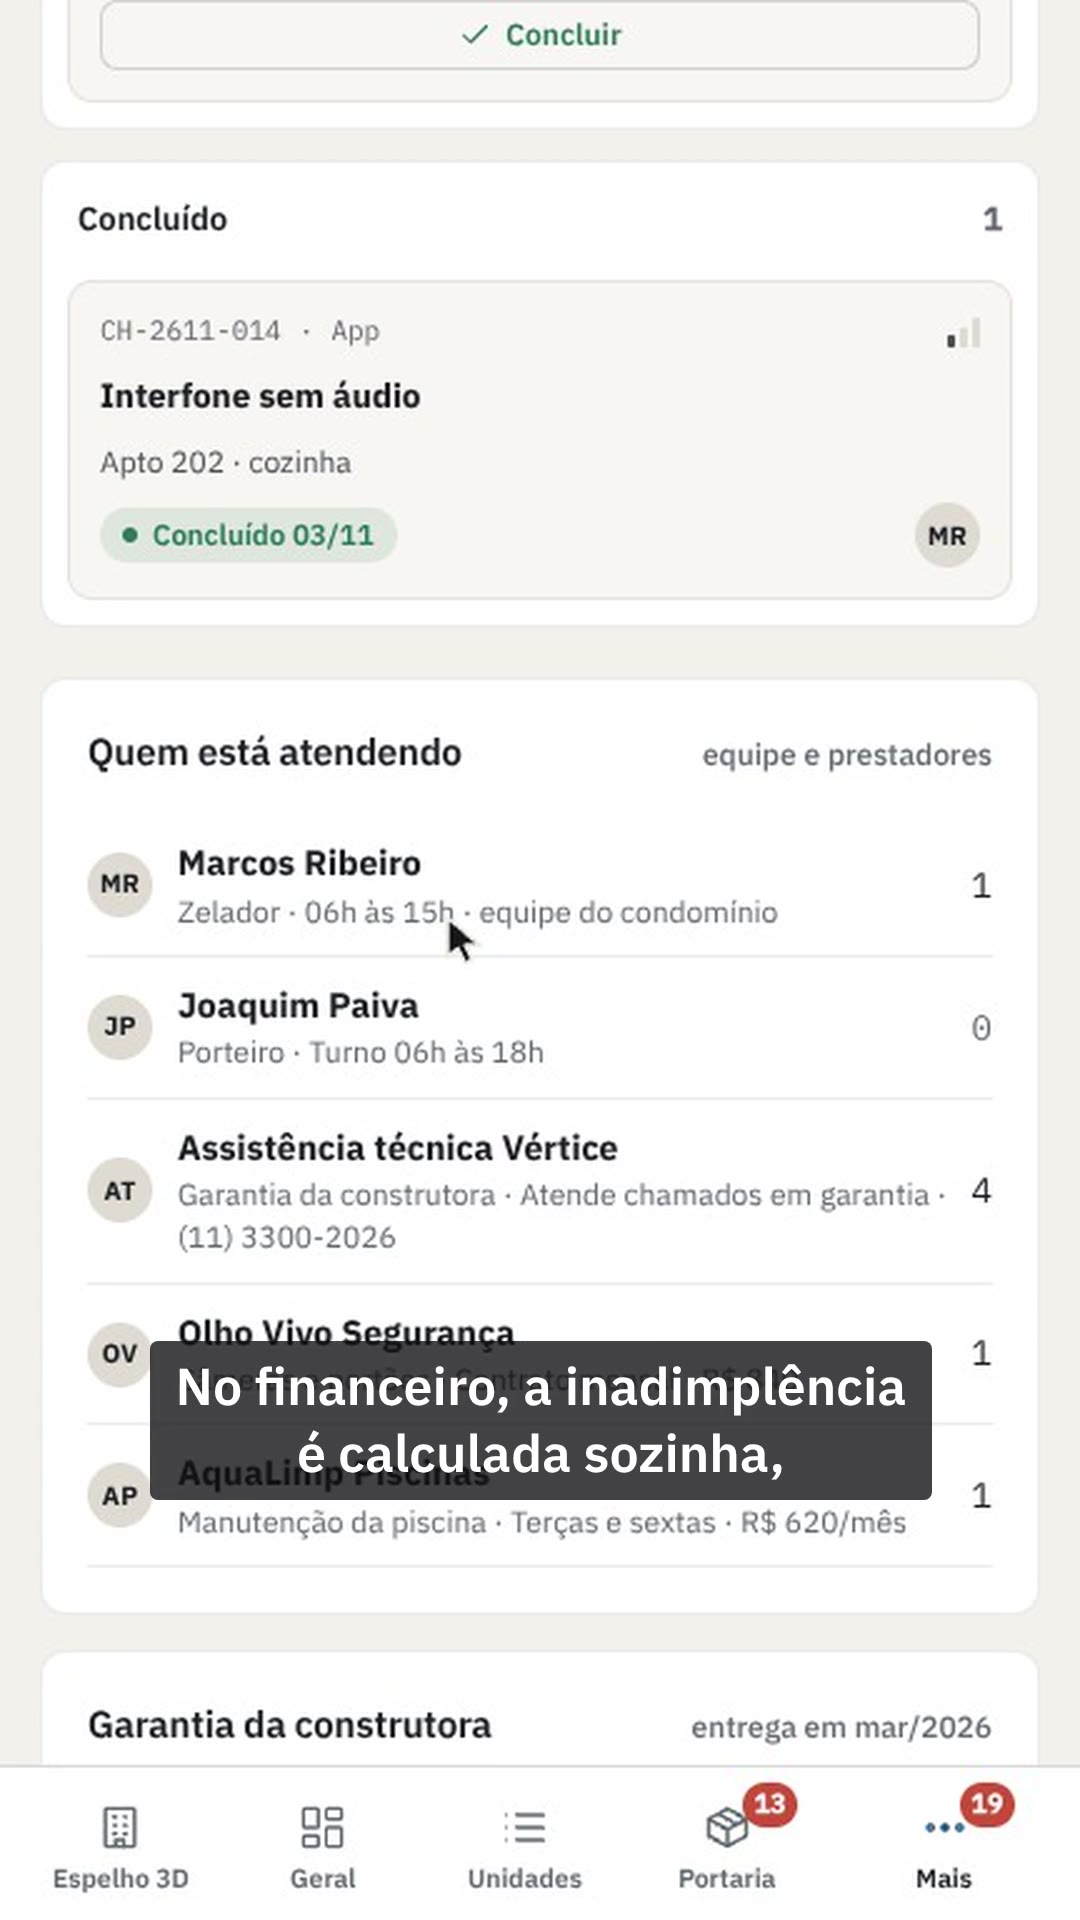 Concluir
Concluído
1
CH-2611-014 · App
Interfone sem áudio
Apto 202 · cozinha
Concluído 03/11
MR
Quem está atendendo
equipe e prestadores
MR
Marcos Ribeiro
Zelador · 06h às 15h · equipe do condomínio
1
JP
Joaquim Paiva
Porteiro · Turno 06h às 18h
0
AT
Assistência técnica Vértice
Garantia da construtora · Atende chamados em garantia ·
(11) 3300-2026
4
OV
Olho Vivo Segurança
1
No financeiro, a inadimplência
é calculada sozinha,
AP
AquaLimp Piscinas
Manutenção da piscina · Terças e sextas · R$ 620/mês
1
Garantia da construtora
entrega em mar/2026
13
19
Espelho 3D
Geral
Unidades
Portaria
Mais